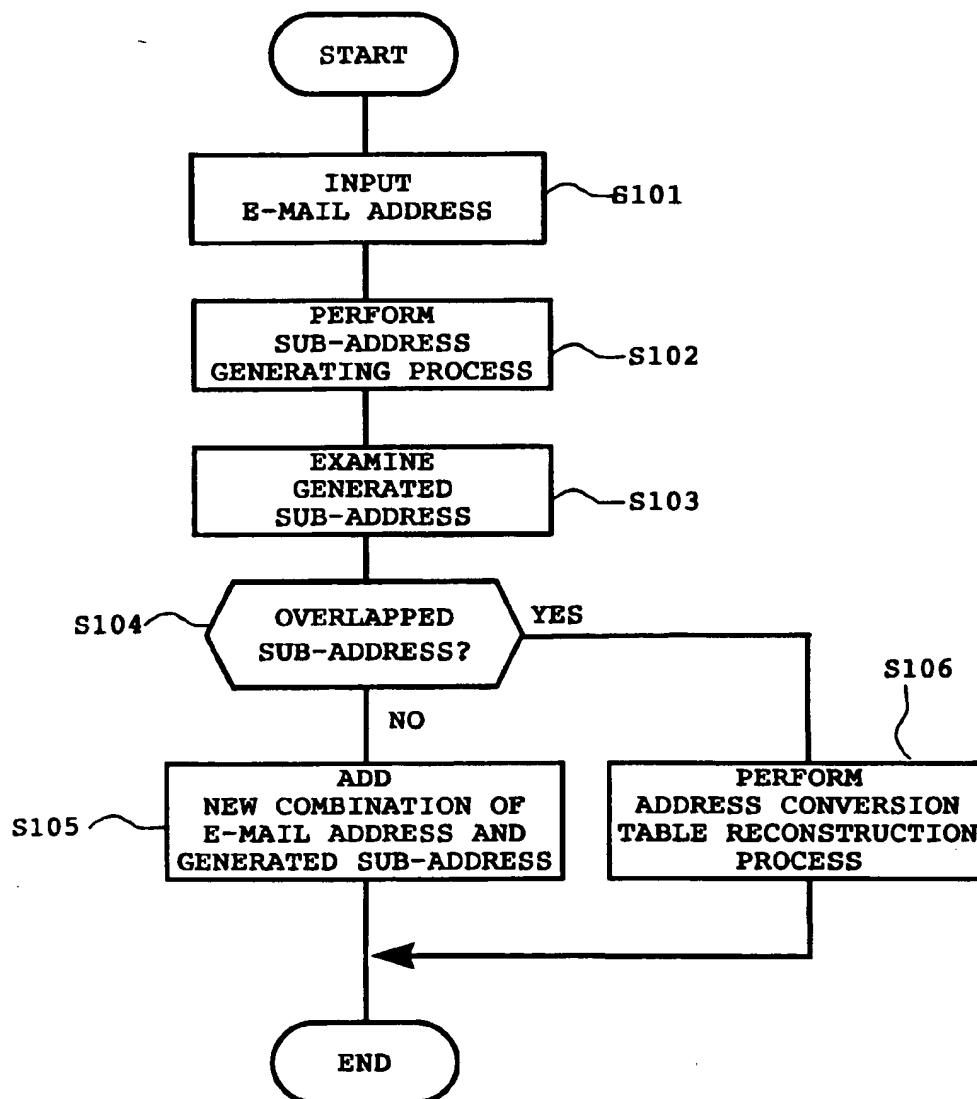 START
INPUT
E-MAIL ADDRESS
S101
PERFORM
SUB-ADDRESS
GENERATING PROCESS
S102
EXAMINE
GENERATED
SUB-ADDRESS
S103
S104
OVERLAPPED
SUB-ADDRESS?
YES
NO
S106
ADD
NEW COMBINATION OF
E-MAIL ADDRESS AND
GENERATED SUB-ADDRESS
S105
PERFORM
ADDRESS CONVERSION
TABLE RECONSTRUCTION
PROCESS
END